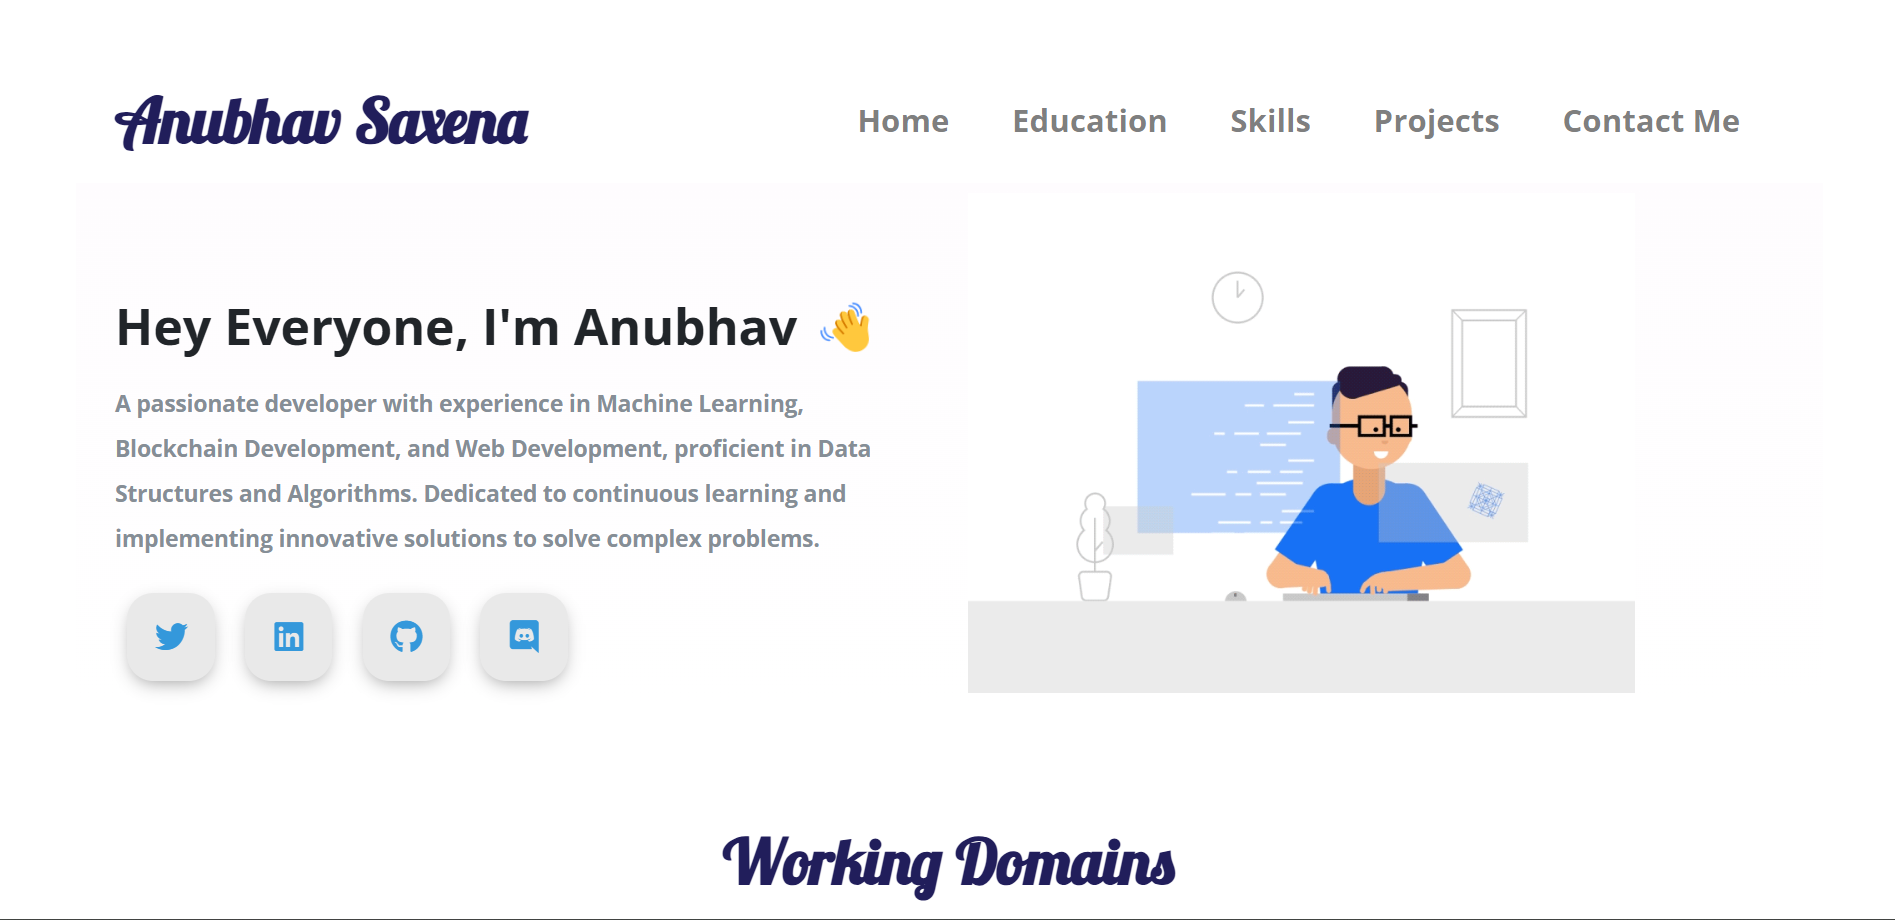 Anubhav Saxena
Home Education Skills Projects Contact Me
Hey Everyone, I'm Anubhav 👋
A passionate developer with experience in Machine Learning,
Blockchain Development, and Web Development, proficient in Data
Structures and Algorithms. Dedicated to continuous learning and
implementing innovative solutions to solve complex problems.
in
Working Domains